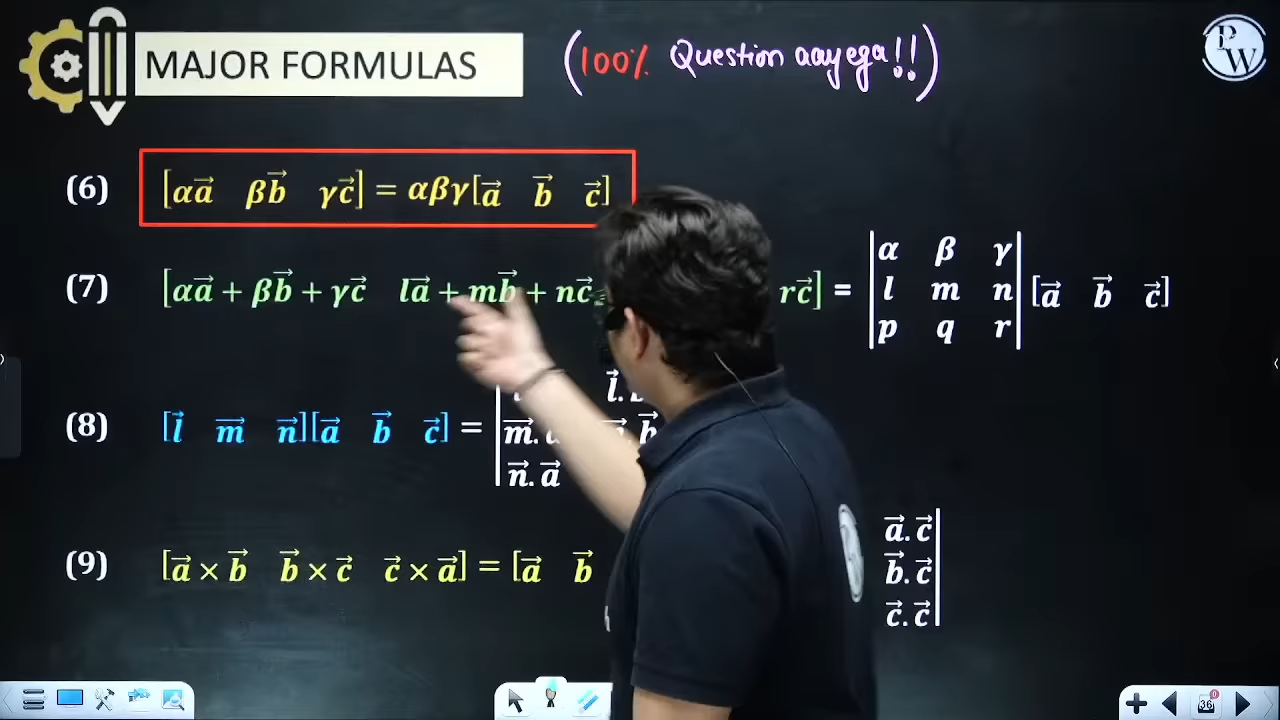 MAJOR FORMULAS (100% Question aayega!!) PW
(6) [αa⃗ βb⃗ γc⃗] = αβγ[a⃗ b⃗ c⃗]
(7) [αa⃗ + βb⃗ + γc⃗ la⃗ + mb⃗ + nc⃗ rc⃗] = |α β γ| [a⃗ b⃗ c⃗]
|l m n|
|p q r|
(8) [l⃗ m⃗ n⃗][a⃗ b⃗ c⃗] = | l⃗.
m⃗. b⃗
n⃗.a⃗
(9) [a⃗ × b⃗ b⃗ × c⃗ c⃗ × a⃗] = [a⃗ b⃗ a⃗.c⃗|
b⃗.c⃗|
c⃗.c⃗|
36